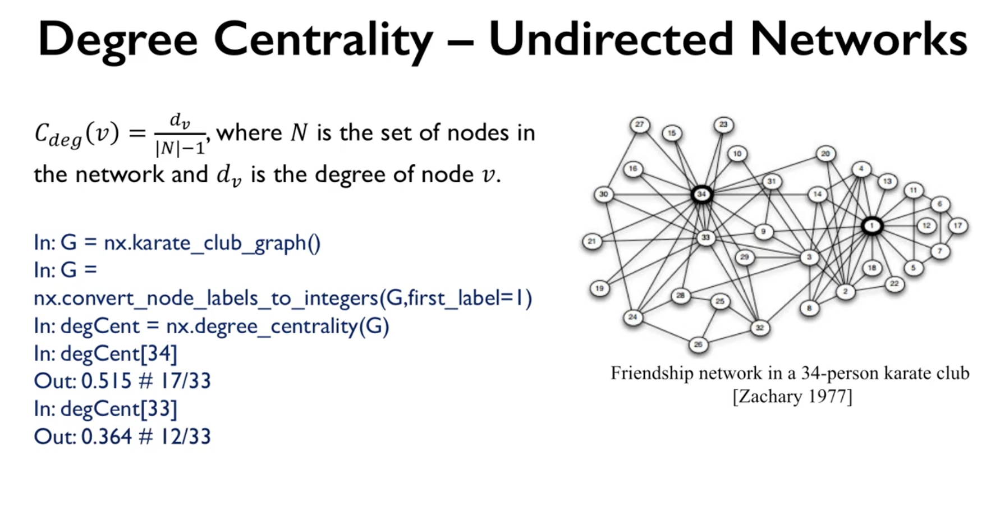 Degree Centrality – Undirected Networks
C_deg(v) = d_v / |N|−1, where N is the set of nodes in
the network and d_v is the degree of node v.
In: G = nx.karate_club_graph()
In: G =
nx.convert_node_labels_to_integers(G,first_label=1)
In: degCent = nx.degree_centrality(G)
In: degCent[34]
Out: 0.515 # 17/33
In: degCent[33]
Out: 0.364 # 12/33
27
15
23
10
20
16
4
31
13
30
34
14
11
6
9
1
12
17
21
33
29
3
7
18
5
19
28
25
2
22
8
24
32
26
Friendship network in a 34-person karate club
[Zachary 1977]